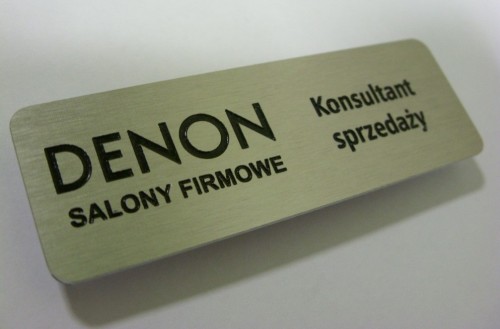 DENON
SALONY FIRMOWE
Konsultant
sprzedaży